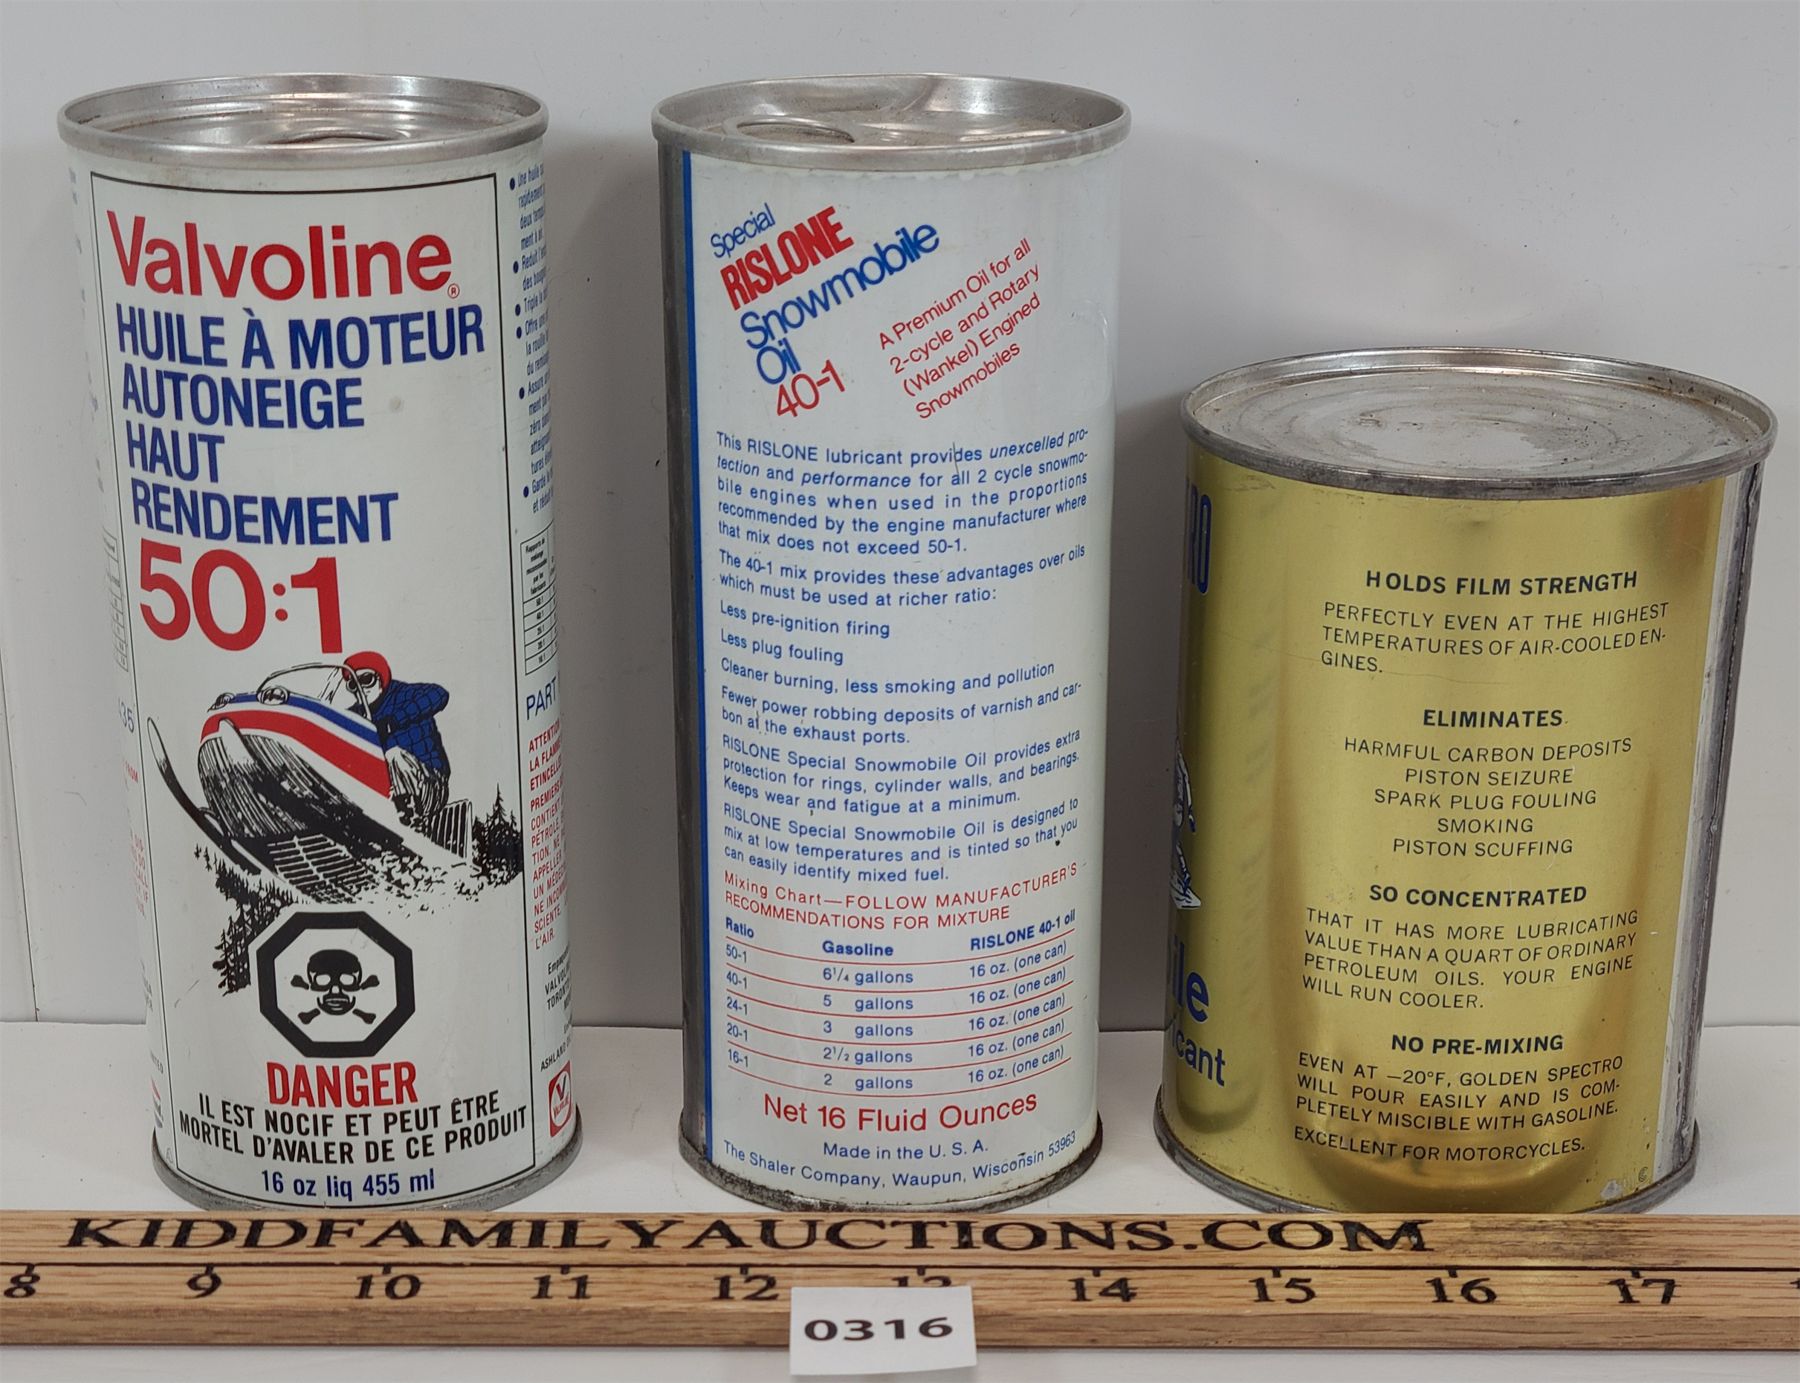 Valvoline®
HUILE À MOTEUR
AUTONEIGE
HAUT
RENDEMENT
50:1
DANGER
IL EST NOCIF ET PEUT ÊTRE
MORTEL D'AVALER DE CE PRODUIT
16 oz liq 455 ml
PART
ATTENTION
LA FLAMME
Special
RISLONE
Snowmobile
Oil
40-1
A Premium Oil for all
2-cycle and Rotary
(Wankel) Engined
Snowmobiles
This RISLONE lubricant provides unexcelled pro-
tection and performance for all 2 cycle snowmo-
bile engines when used in the proportions
recommended by the engine manufacturer where
that mix does not exceed 50-1.
The 40-1 mix provides these advantages over oils
which must be used at richer ratio:
Less pre-ignition firing
Less plug fouling
Cleaner burning, less smoking and pollution
Fewer power robbing deposits of varnish and car-
bon at the exhaust ports.
RISLONE Special Snowmobile Oil provides extra
protection for rings, cylinder walls, and bearings.
Keeps wear and fatigue at a minimum.
RISLONE Special Snowmobile Oil is designed to
mix at low temperatures and is tinted so that you
can easily identify mixed fuel.
Mixing Chart—FOLLOW MANUFACTURER'S
RECOMMENDATIONS FOR MIXTURE
Ratio Gasoline RISLONE 40-1 oil
50-1 6¼ gallons 16 oz. (one can)
40-1 5 gallons 16 oz. (one can)
24-1 3 gallons 16 oz. (one can)
20-1 2½ gallons 16 oz. (one can)
16-1 2 gallons 16 oz. (one can)
Net 16 Fluid Ounces
Made in the U. S. A.
The Shaler Company, Waupun, Wisconsin 53963
HOLDS FILM STRENGTH
PERFECTLY EVEN AT THE HIGHEST
TEMPERATURES OF AIR-COOLED EN-
GINES.
ELIMINATES
HARMFUL CARBON DEPOSITS
PISTON SEIZURE
SPARK PLUG FOULING
SMOKING
PISTON SCUFFING
SO CONCENTRATED
THAT IT HAS MORE LUBRICATING
VALUE THAN A QUART OF ORDINARY
PETROLEUM OILS. YOUR ENGINE
WILL RUN COOLER.
NO PRE-MIXING
EVEN AT —20°F, GOLDEN SPECTRO
WILL POUR EASILY AND IS COM-
PLETELY MISCIBLE WITH GASOLINE.
EXCELLENT FOR MOTORCYCLES.
KIDDFAMILYAUCTIONS.COM
8 9 10 11 12 13 14 15 16 17
0316